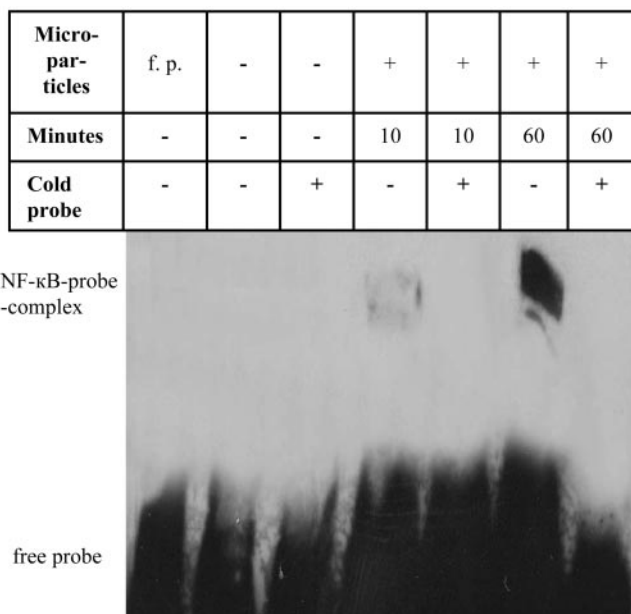 Micro-
par-
ticles
f. p. - - + + + +
Minutes - - - 10 10 60 60
Cold
probe
- - + - + - +
NF-κB-probe
-complex
free probe